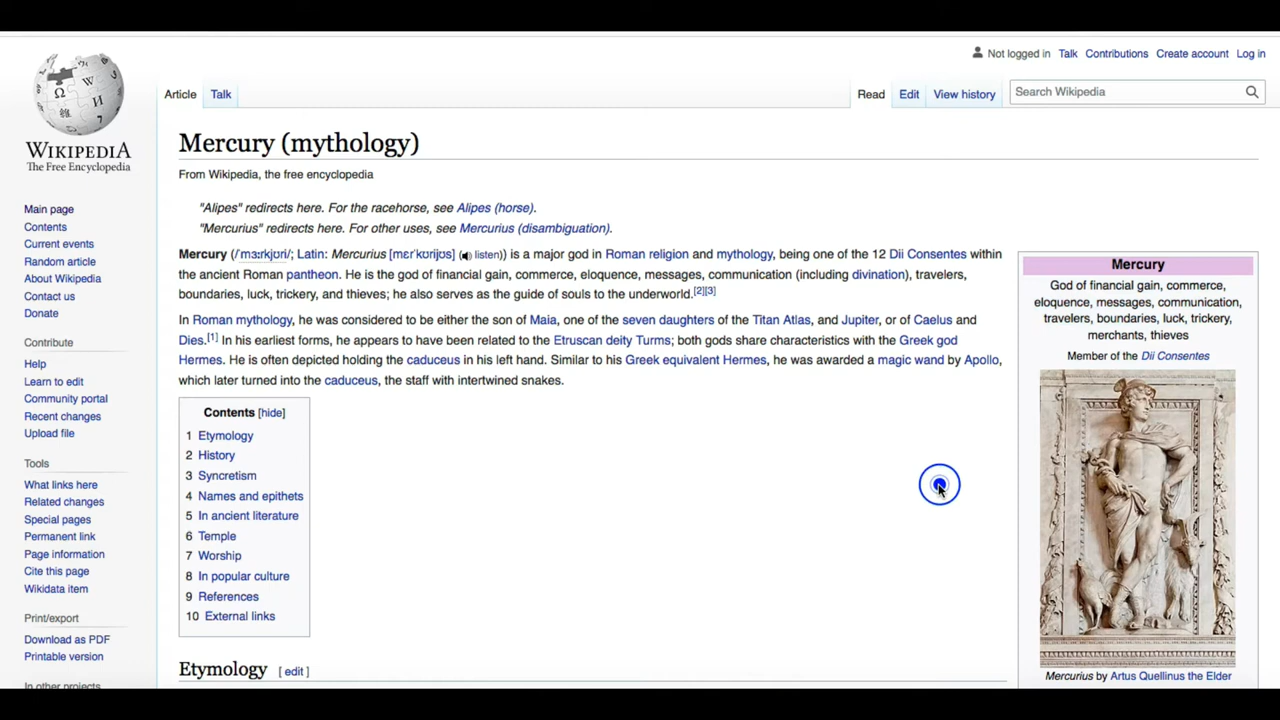 Not logged in Talk Contributions Create account Log in
Article Talk Read Edit View history Search Wikipedia
WIKIPEDIA
The Free Encyclopedia
Main page
Contents
Current events
Random article
About Wikipedia
Contact us
Donate
Contribute
Help
Learn to edit
Community portal
Recent changes
Upload file
Tools
What links here
Related changes
Special pages
Permanent link
Page information
Cite this page
Wikidata item
Print/export
Download as PDF
Printable version
In other projects
Mercury (mythology)
From Wikipedia, the free encyclopedia
"Alipes" redirects here. For the racehorse, see Alipes (horse).
"Mercurius" redirects here. For other uses, see Mercurius (disambiguation).
Mercury (/ˈmɜːrkjʊri/; Latin: Mercurius [mɛrˈkʊrijʊs] (listen)) is a major god in Roman religion and mythology, being one of the 12 Dii Consentes within
the ancient Roman pantheon. He is the god of financial gain, commerce, eloquence, messages, communication (including divination), travelers,
boundaries, luck, trickery, and thieves; he also serves as the guide of souls to the underworld.[2][3]
In Roman mythology, he was considered to be either the son of Maia, one of the seven daughters of the Titan Atlas, and Jupiter, or of Caelus and
Dies.[1] In his earliest forms, he appears to have been related to the Etruscan deity Turms; both gods share characteristics with the Greek god
Hermes. He is often depicted holding the caduceus in his left hand. Similar to his Greek equivalent Hermes, he was awarded a magic wand by Apollo,
which later turned into the caduceus, the staff with intertwined snakes.
Contents [hide]
1 Etymology
2 History
3 Syncretism
4 Names and epithets
5 In ancient literature
6 Temple
7 Worship
8 In popular culture
9 References
10 External links
Etymology [ edit ]
Mercury
God of financial gain, commerce,
eloquence, messages, communication,
travelers, boundaries, luck, trickery,
merchants, thieves
Member of the Dii Consentes
Mercurius by Artus Quellinus the Elder